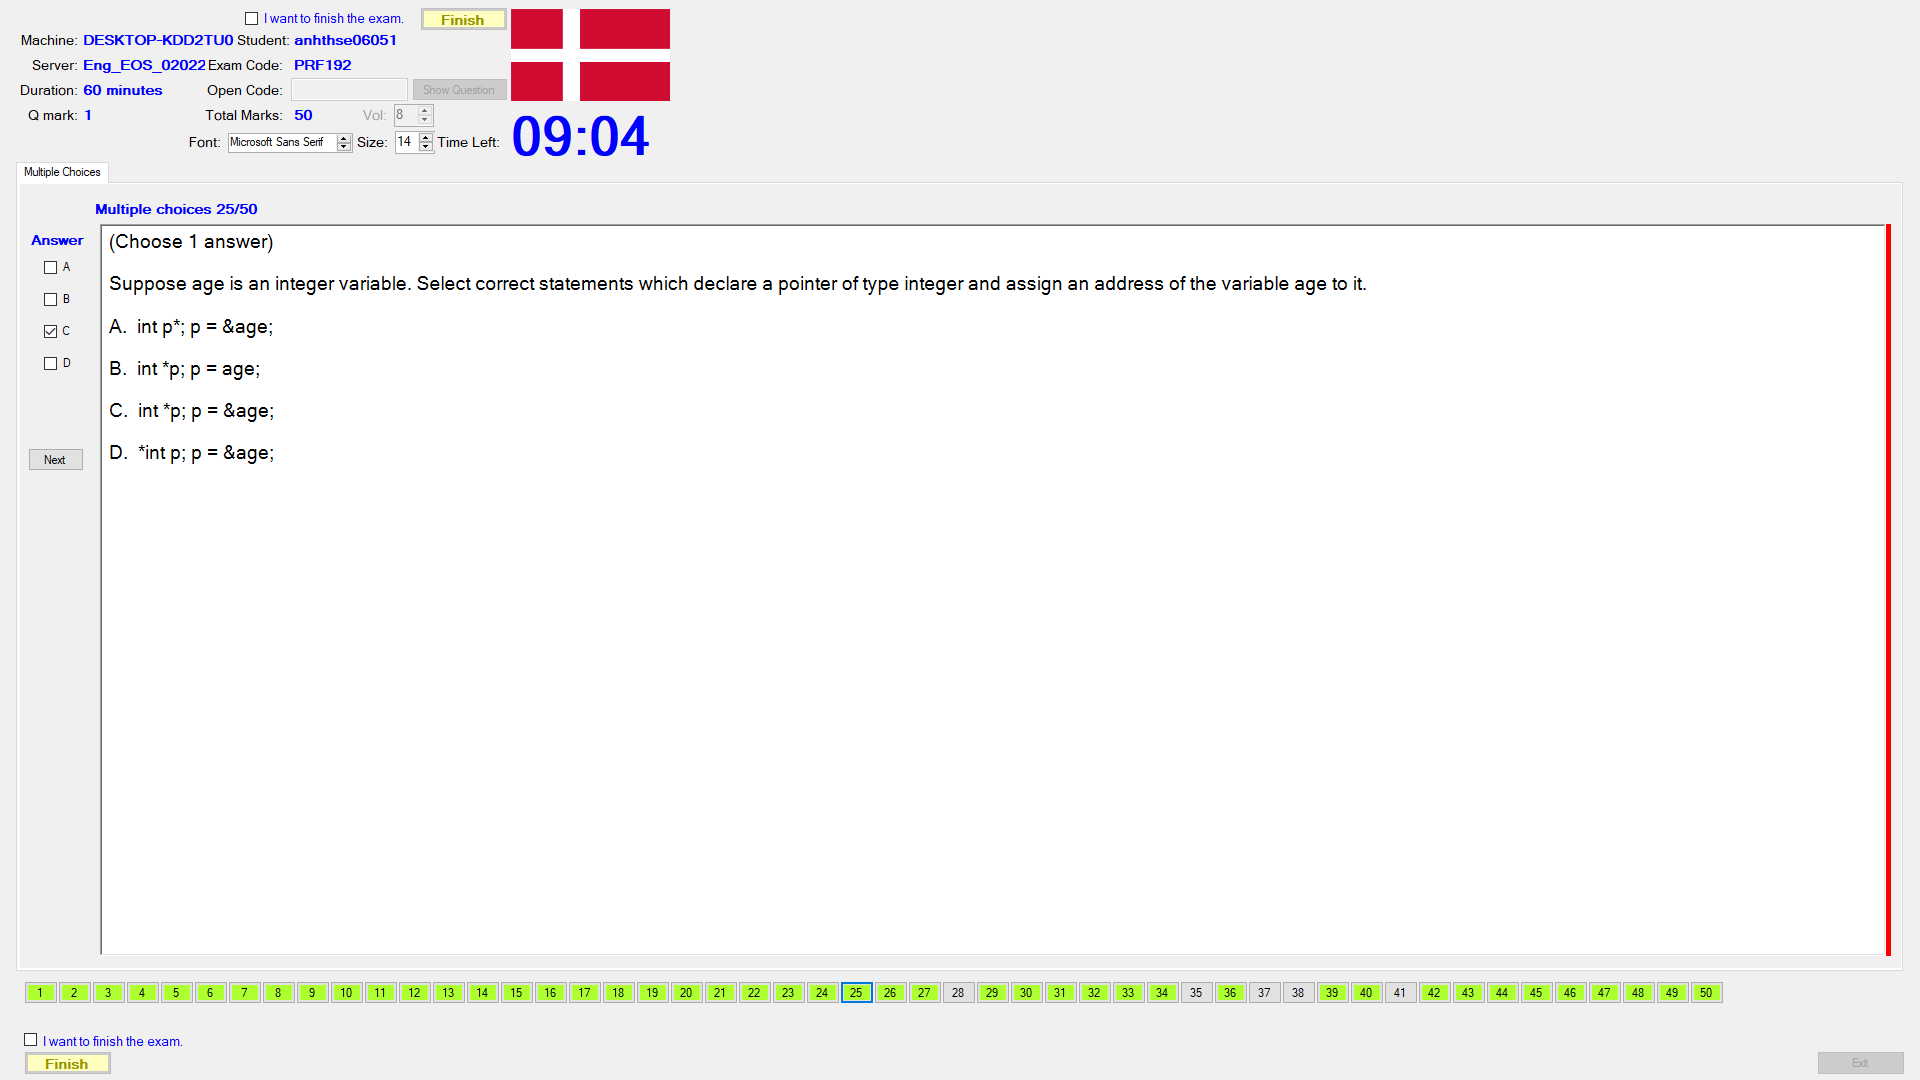 I want to finish the exam. Finish
Machine: DESKTOP-KDD2TU0 Student: anhthse06051
Server: Eng_EOS_02022 Exam Code: PRF192
Duration: 60 minutes Open Code: Show Question
Q mark: 1 Total Marks: 50 Vol: 8
Font: Microsoft Sans Serif Size: 14 Time Left: 09:04
Multiple Choices
Multiple choices 25/50
Answer
A
B
C
D
Next
(Choose 1 answer)
Suppose age is an integer variable. Select correct statements which declare a pointer of type integer and assign an address of the variable age to it.
A. int p*; p = &age;
B. int *p; p = age;
C. int *p; p = &age;
D. *int p; p = &age;
1 2 3 4 5 6 7 8 9 10 11 12 13 14 15 16 17 18 19 20 21 22 23 24 25 26 27 28 29 30 31 32 33 34 35 36 37 38 39 40 41 42 43 44 45 46 47 48 49 50
I want to finish the exam.
Finish Exit